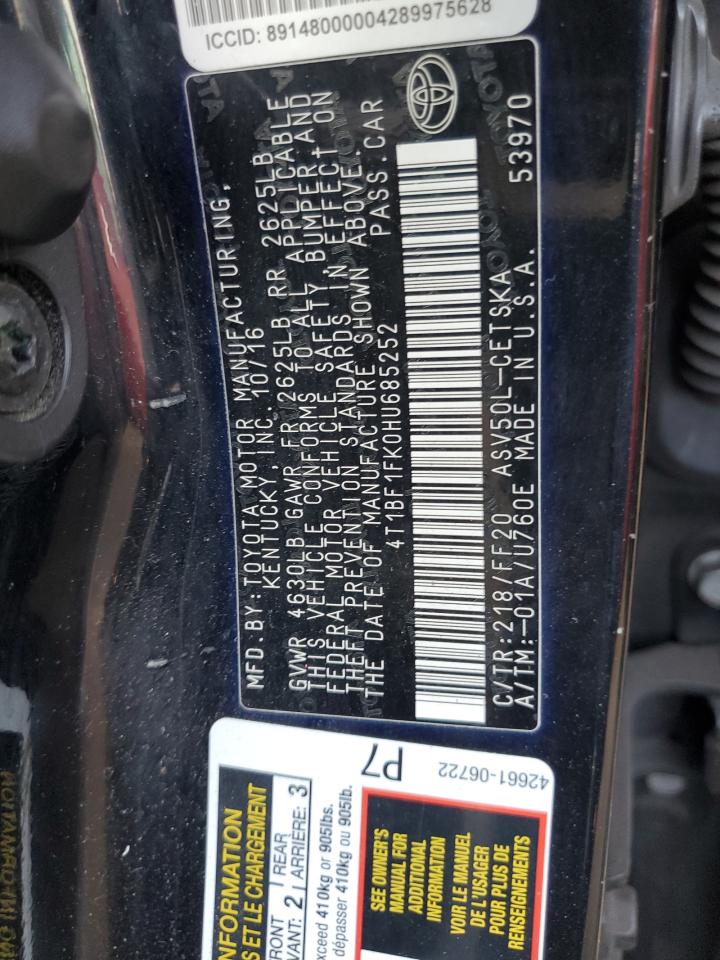 ICCID: 89148000004289975628
MFD.BY:TOYOTA MOTOR MANUFACTURING,
KENTUCKY, INC. 10/16
GVWR 4630LB GAWR FR 2625LB RR 2625LB
THIS VEHICLE CONFORMS TO ALL APPLICABLE
FEDERAL MOTOR VEHICLE SAFETY, BUMPER, AND
THEFT PREVENTION STANDARDS IN EFFECT ON
THE DATE OF MANUFACTURE SHOWN ABOVE.
4T1BF1FK0HU685252 PASS.CAR
C/TR:218/FF20 ASV50L-CETSKA 53970
A/TM:-01A/U760E MADE IN U.S.A.
TOYOTA
P7
42661-06722
INFORMATION
ET LE CHARGEMENT
FRONT 2 REAR 3
AVANT: ARRIÈRE:
exceed 410kg or 905lbs.
dépasser 410kg ou 905lb.
SEE OWNER'S
MANUAL FOR
ADDITIONAL
INFORMATION
VOIR LE MANUEL
DE L'USAGER
POUR PLUS DE
RENSEIGNEMENTS